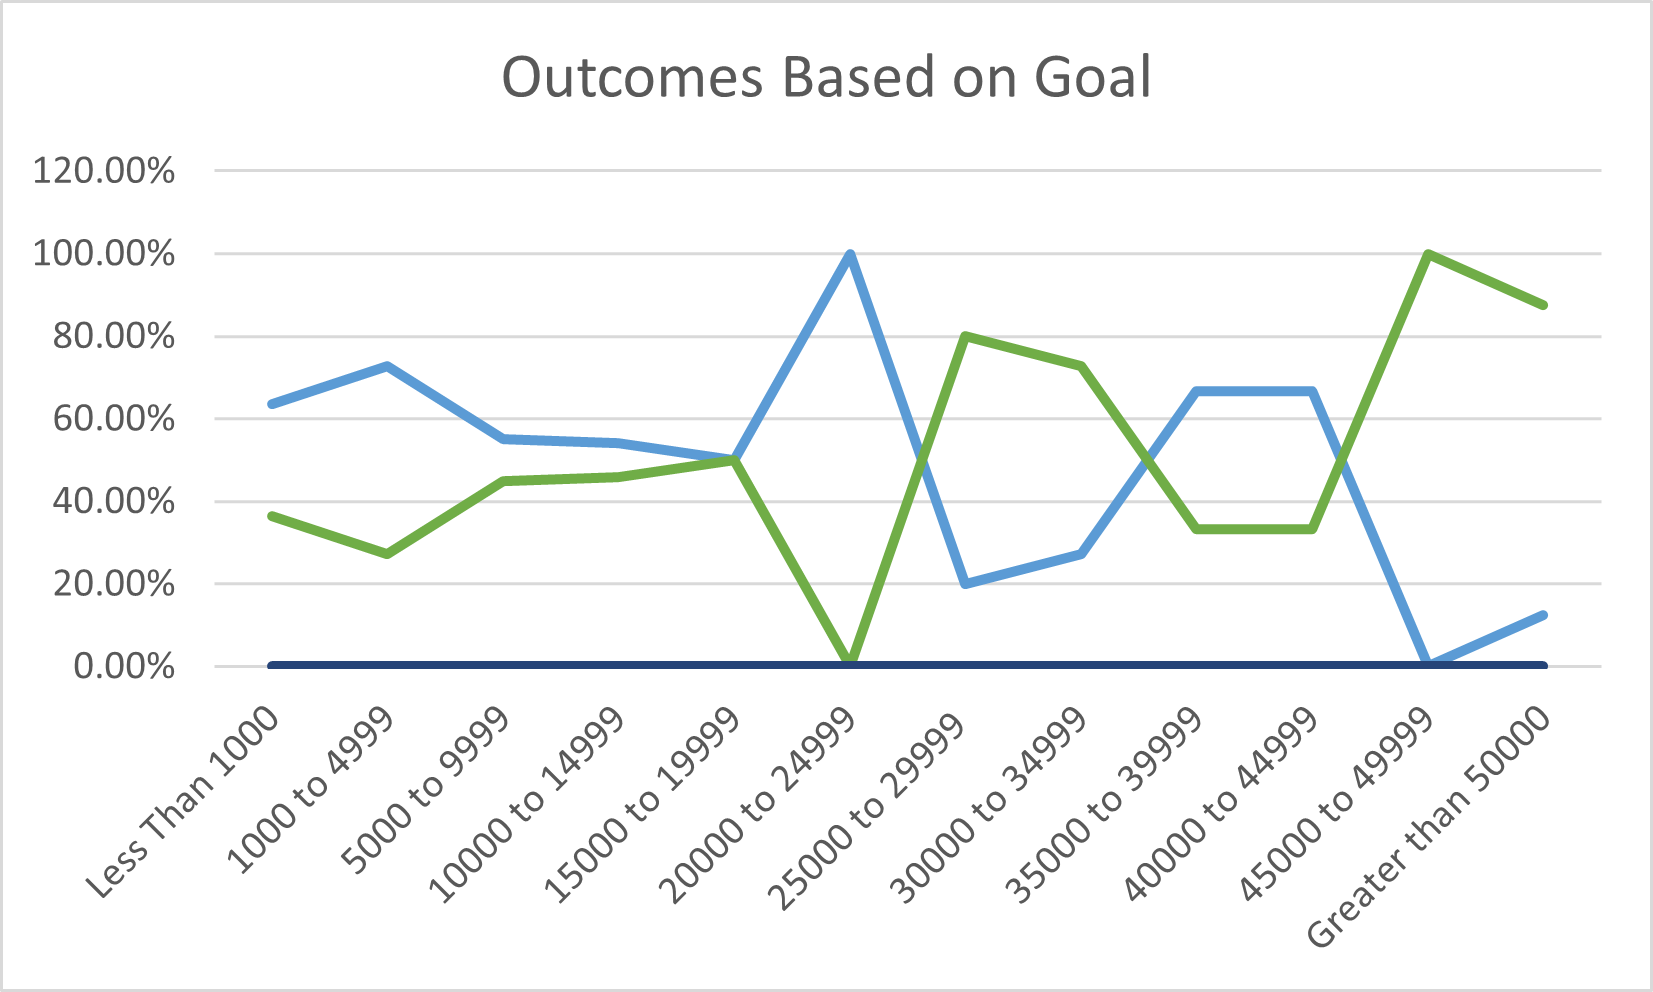 Outcomes Based on Goal
120.00%
100.00%
80.00%
60.00%
40.00%
20.00%
0.00%
Less Than 1000
1000 to 4999
5000 to 9999
10000 to 14999
15000 to 19999
20000 to 24999
25000 to 29999
30000 to 34999
35000 to 39999
40000 to 44999
45000 to 49999
Greater than 50000